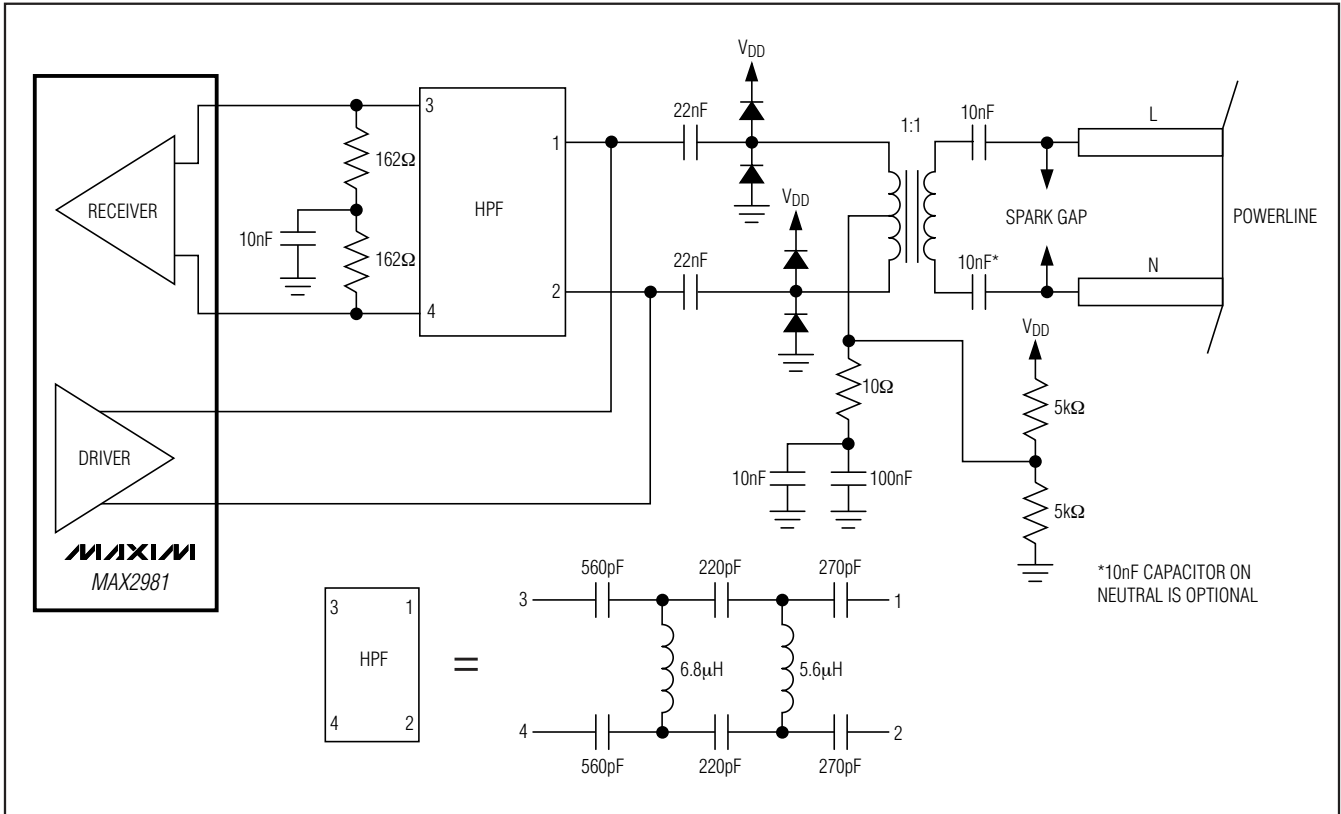 VDD
22nF
1:1
10nF
L
3
1
162Ω
VDD
RECEIVER
HPF
SPARK GAP
POWERLINE
10nF
162Ω
22nF
10nF*
N
2
4
VDD
10Ω
5kΩ
DRIVER
10nF
100nF
5kΩ
MAXIM
MAX2981
*10nF CAPACITOR ON
NEUTRAL IS OPTIONAL
560pF
220pF
270pF
3
1
3
1
HPF
=
6.8μH
5.6μH
4
2
4
2
560pF
220pF
270pF